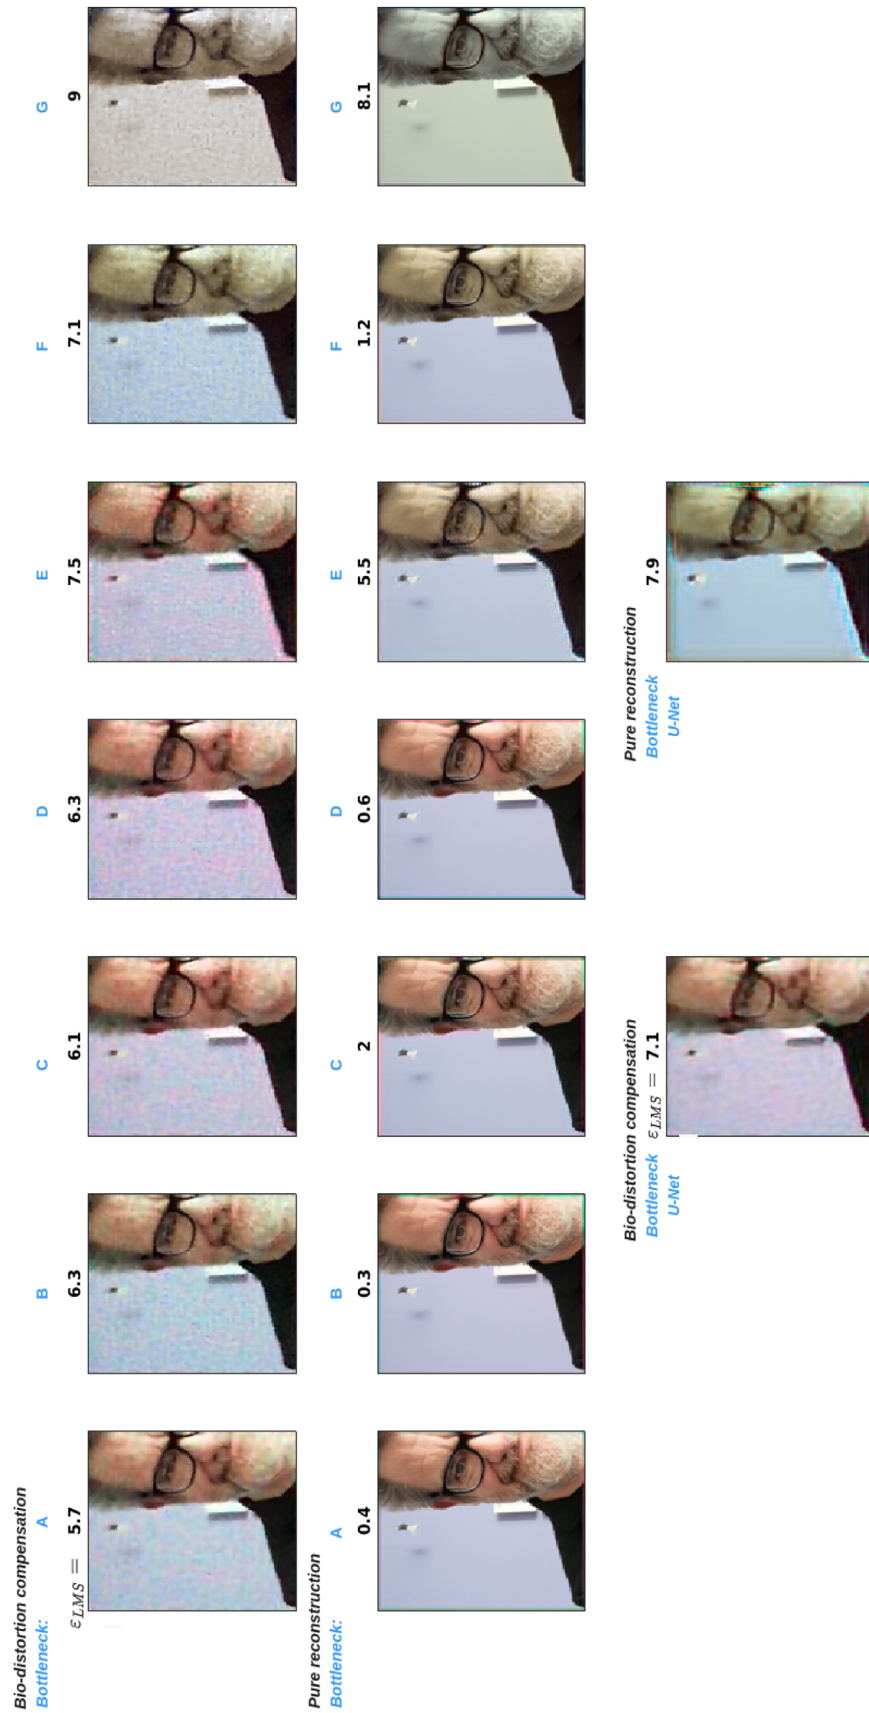 Bio-distortion compensation
Bottleneck: A B C D E F G
εLMS = 5.7 6.3 6.1 6.3 7.5 7.1 9
Pure reconstruction
Bottleneck: A B C D E F G
0.4 0.3 2 0.6 5.5 1.2 8.1
Bio-distortion compensation
Bottleneck εLMS = 7.1
U-Net
Pure reconstruction
Bottleneck 7.9
U-Net